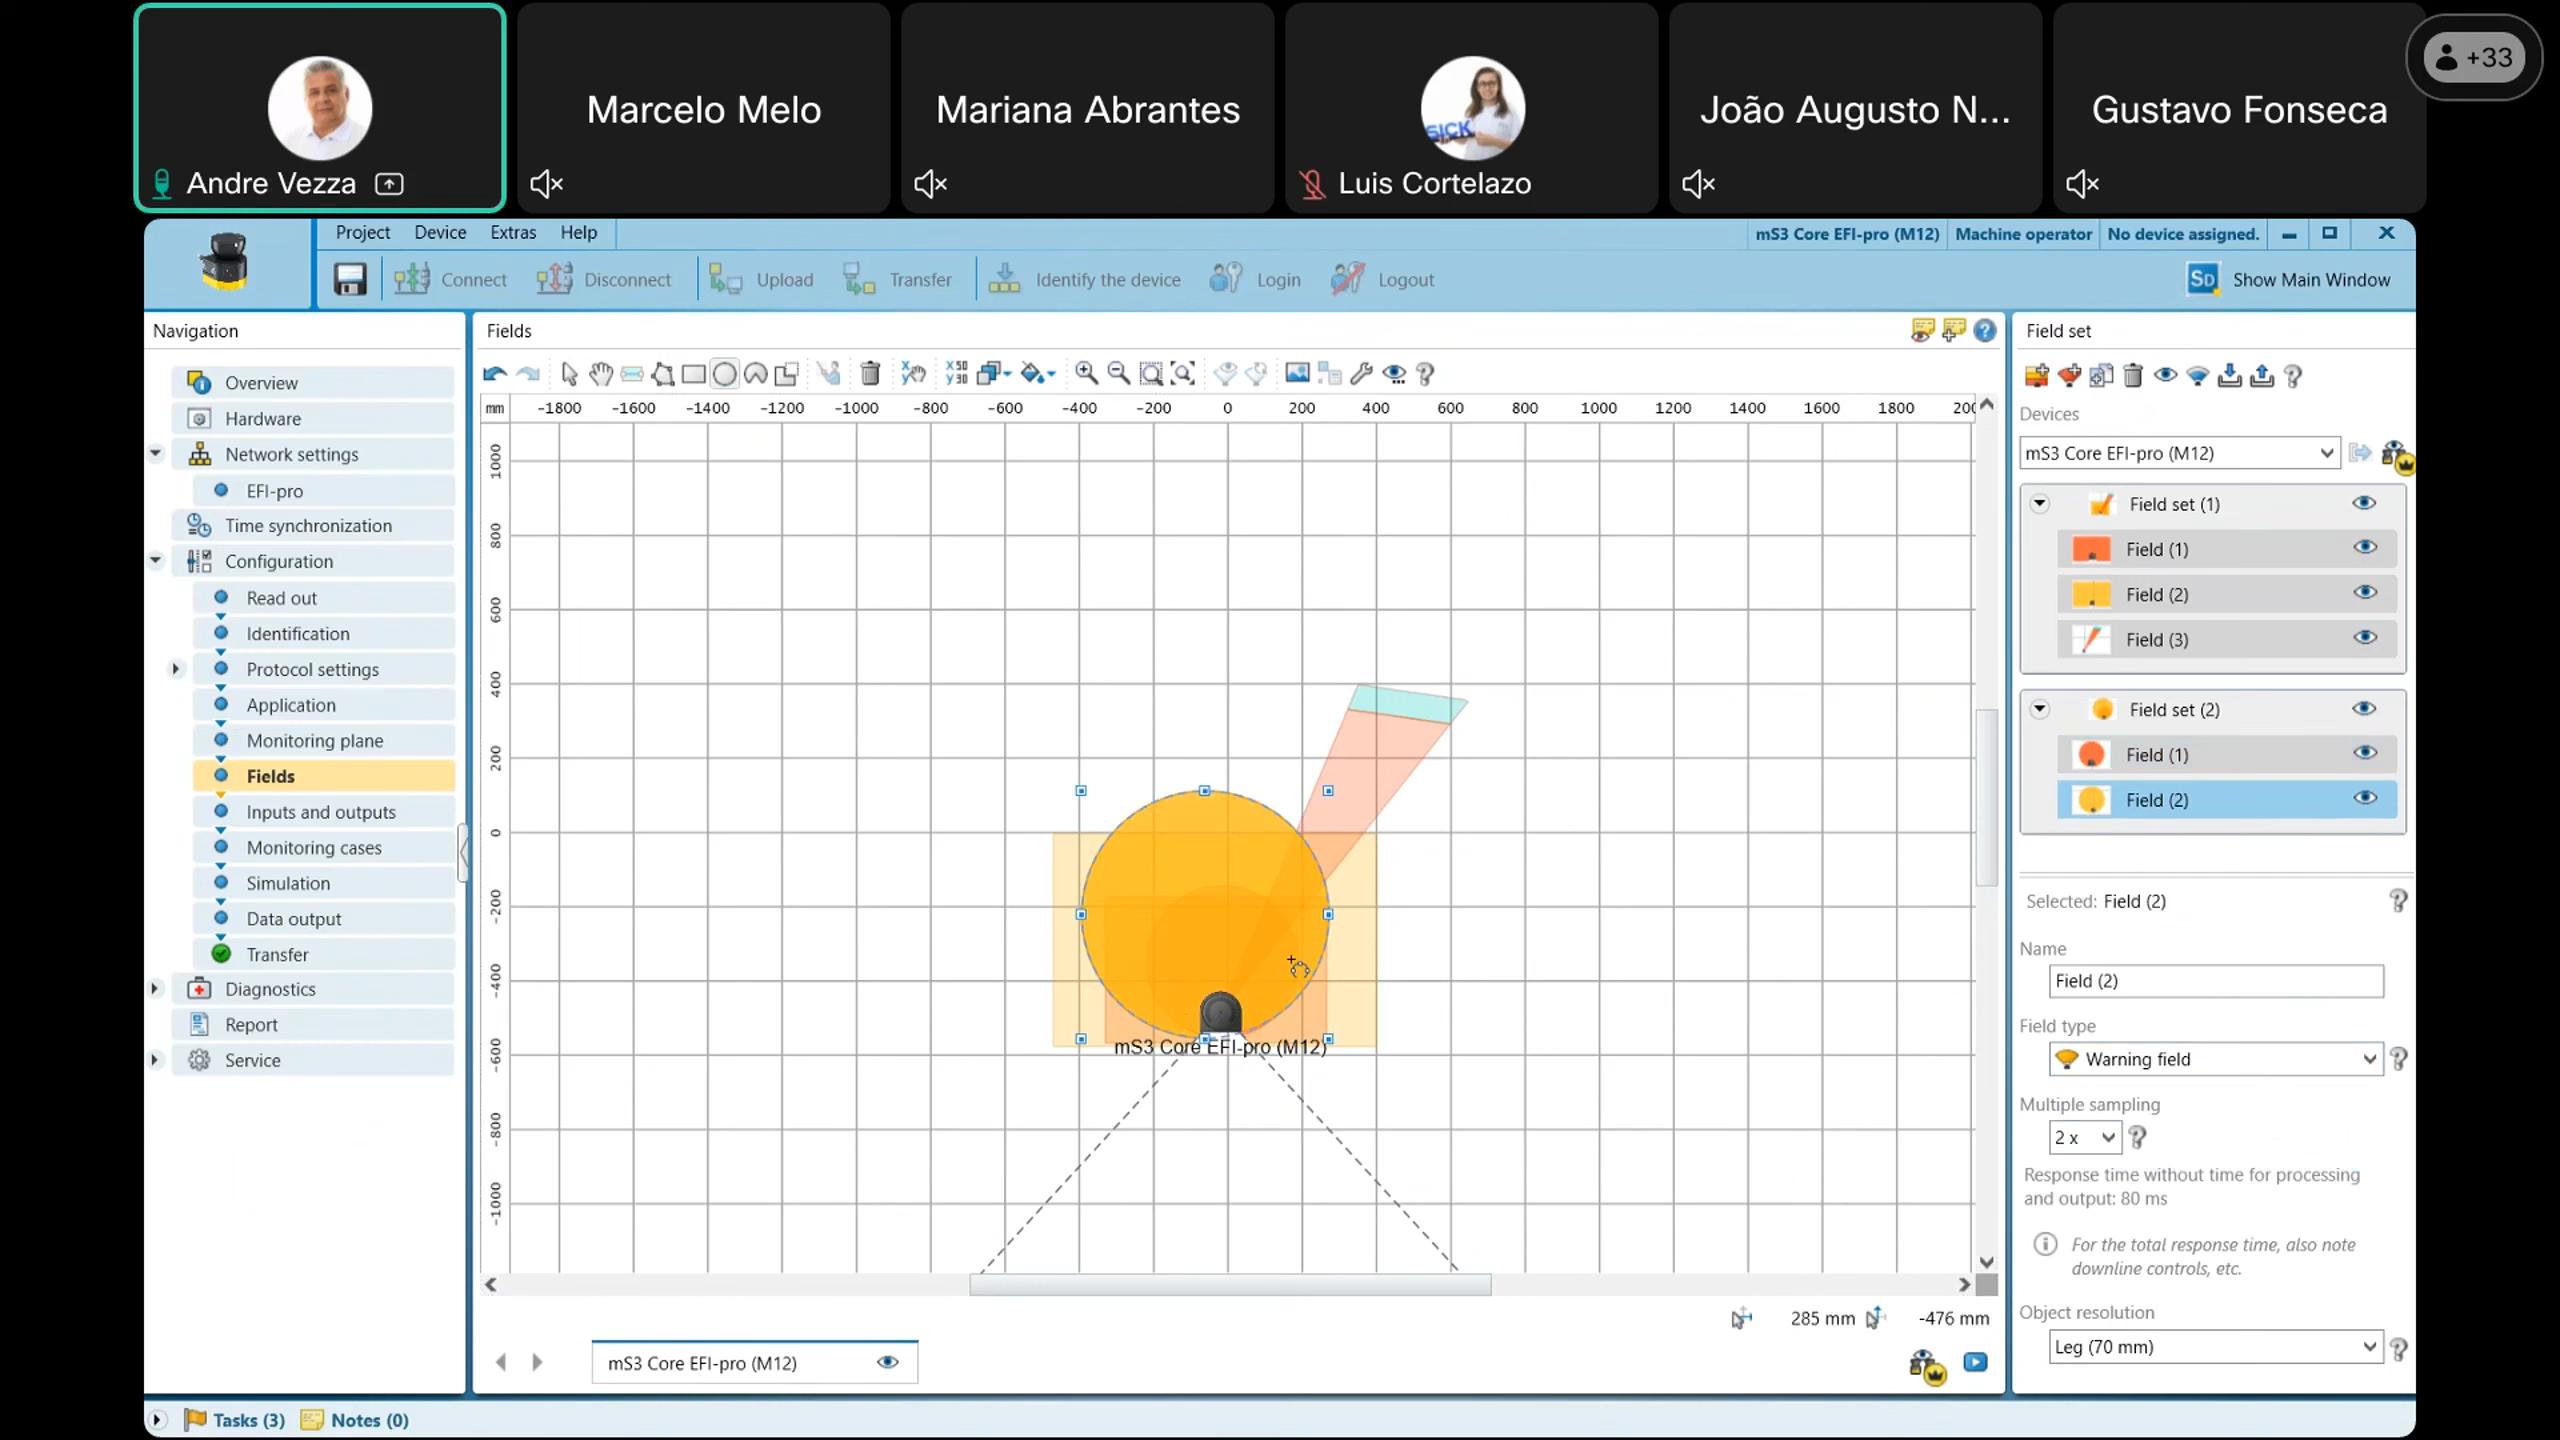 Marcelo Melo
Mariana Abrantes
João Augusto N...
Gustavo Fonseca
+33
SICK
Andre Vezza
Luis Cortelazo
Project Device Extras Help
mS3 Core EFI-pro (M12) Machine operator No device assigned.
Connect Disconnect Upload Transfer Identify the device Login Logout
SD Show Main Window
Navigation
Overview
Hardware
Network settings
EFI-pro
Time synchronization
Configuration
Read out
Identification
Protocol settings
Application
Monitoring plane
Fields
Inputs and outputs
Monitoring cases
Simulation
Data output
Transfer
Diagnostics
Report
Service
Fields
mm -1800 -1600 -1400 -1200 -1000 -800 -600 -400 -200 0 200 400 600 800 1000 1200 1400 1600 1800 200
1000
800
600
400
200
0
-200
-400
-600
-800
-1000
mS3 Core EFI-pro (M12)
285 mm -476 mm
mS3 Core EFI-pro (M12)
Field set
Devices
mS3 Core EFI-pro (M12)
Field set (1)
Field (1)
Field (2)
Field (3)
Field set (2)
Field (1)
Field (2)
Selected: Field (2)
Name
Field (2)
Field type
Warning field
Multiple sampling
2 x
Response time without time for processing
and output: 80 ms
For the total response time, also note
downline controls, etc.
Object resolution
Leg (70 mm)
Tasks (3) Notes (0)